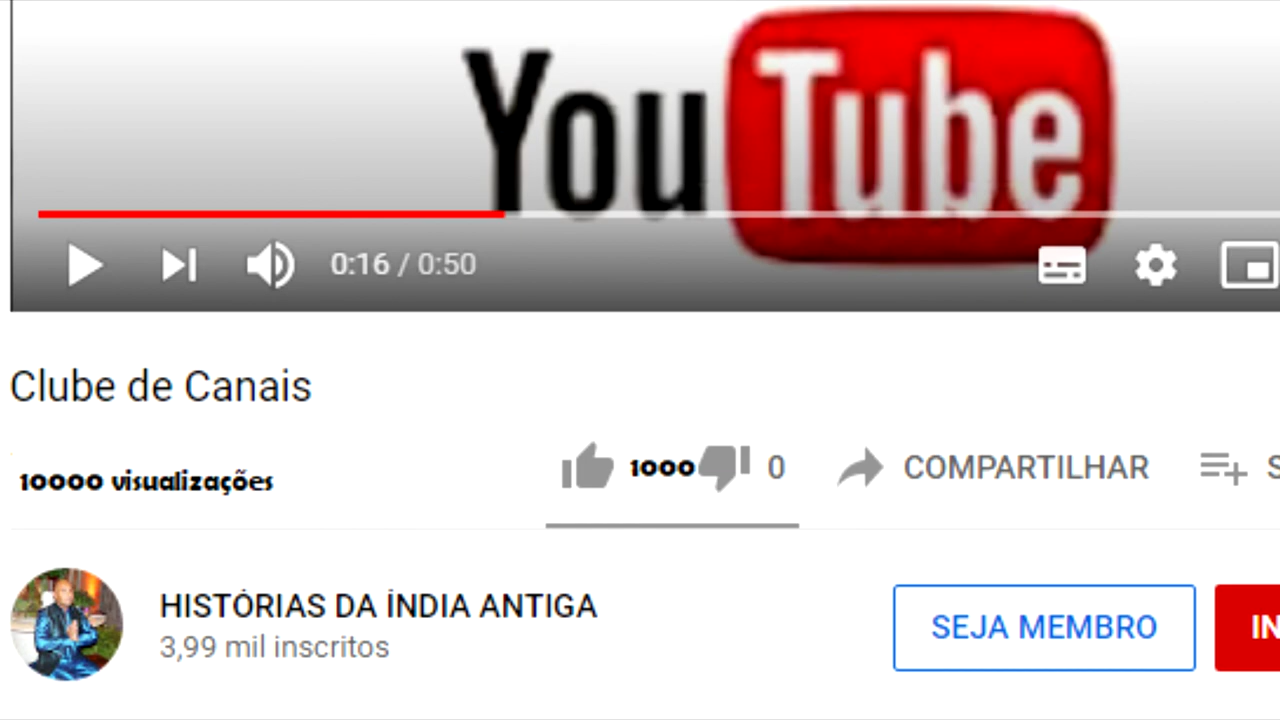 YouTube
0:16 / 0:50
Clube de Canais
10000 visualizações
1000 0 COMPARTILHAR S
HISTÓRIAS DA ÍNDIA ANTIGA
3,99 mil inscritos
SEJA MEMBRO IN